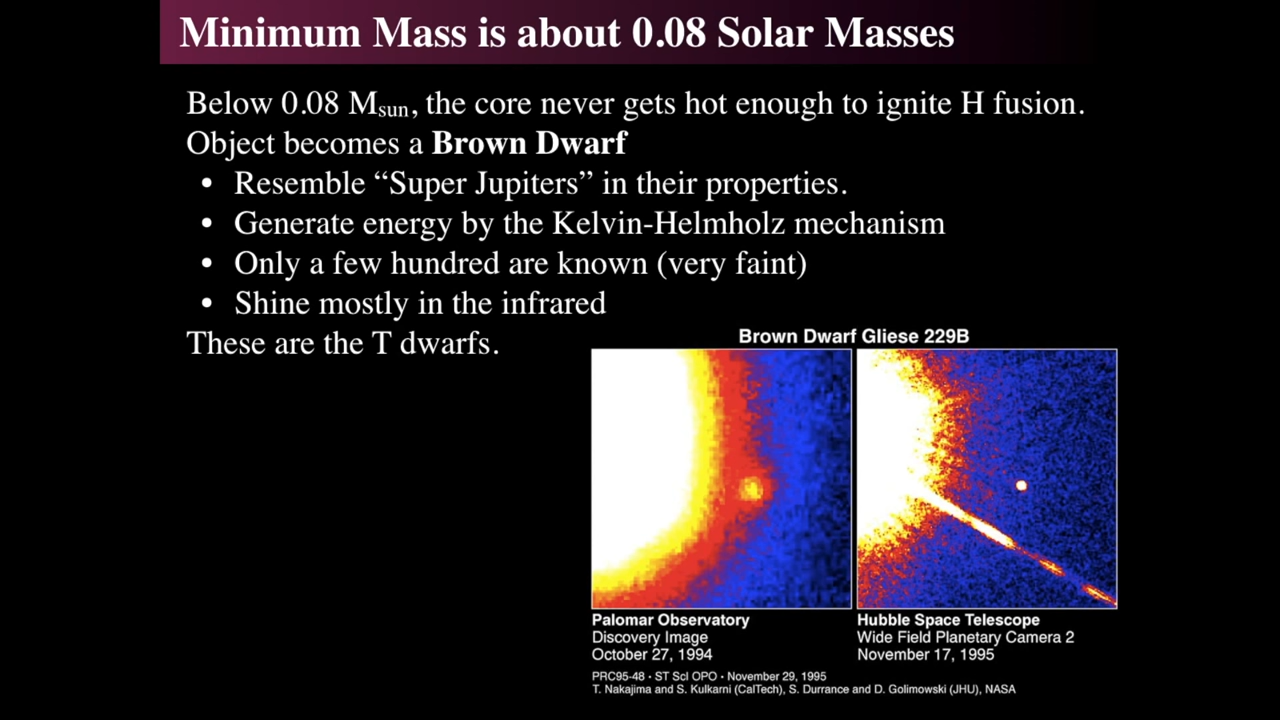 Minimum Mass is about 0.08 Solar Masses
Below 0.08 Msun, the core never gets hot enough to ignite H fusion.
Object becomes a Brown Dwarf
• Resemble “Super Jupiters” in their properties.
• Generate energy by the Kelvin-Helmholz mechanism
• Only a few hundred are known (very faint)
• Shine mostly in the infrared
These are the T dwarfs.
Brown Dwarf Gliese 229B
Palomar Observatory
Discovery Image
October 27, 1994
Hubble Space Telescope
Wide Field Planetary Camera 2
November 17, 1995
PRC95-48 • ST ScI OPO • November 29, 1995
T. Nakajima and S. Kulkarni (CalTech), S. Durrance and D. Golimowski (JHU), NASA